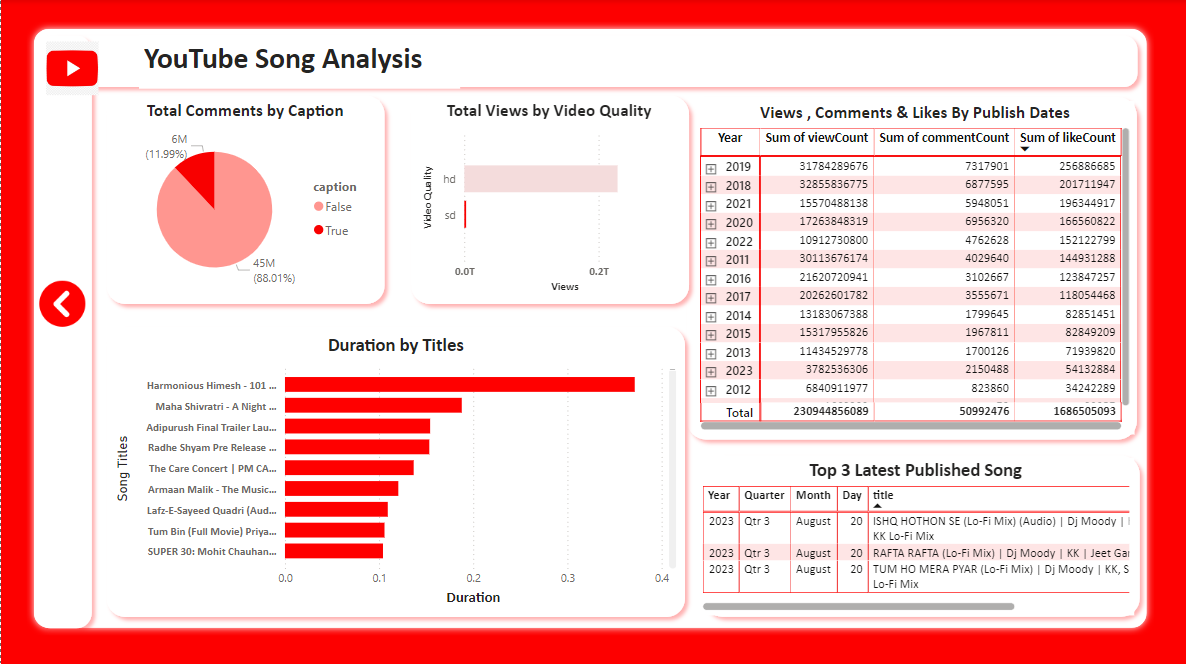 YouTube Song Analysis
Total Comments by Caption
6M
(11.99%)
45M
(88.01%)
caption
False
True
Total Views by Video Quality
Video Quality
hd
sd
0.0T 0.2T
Views
Views , Comments & Likes By Publish Dates
Year Sum of viewCount Sum of commentCount Sum of likeCount
2019 31784289676 7317901 256886685
2018 32855836775 6877595 201711947
2021 15570488138 5948051 196344917
2020 17263848319 6956320 166560822
2022 10912730800 4762628 152122799
2011 30113676174 4029640 144931288
2016 21620720941 3102667 123847257
2017 20262601782 3555671 118054468
2014 13183067388 1799645 82851451
2015 15317955826 1967811 82849209
2013 11434529778 1700126 71939820
2023 3782536306 2150488 54132884
2012 6840911977 823860 34242289
Total 230944856089 50992476 1686505093
Duration by Titles
Song Titles
Harmonious Himesh - 101 ...
Maha Shivratri - A Night ...
Adipurush Final Trailer Lau...
Radhe Shyam Pre Release ...
The Care Concert | PM CA...
Armaan Malik - The Music...
Lafz-E-Sayeed Quadri (Aud...
Tum Bin (Full Movie) Priya...
SUPER 30: Mohit Chauhan...
0.0 0.1 0.2 0.3 0.4
Duration
Top 3 Latest Published Song
Year Quarter Month Day title
2023 Qtr 3 August 20 ISHQ HOTHON SE (Lo-Fi Mix) (Audio) | Dj Moody |
KK Lo-Fi Mix
2023 Qtr 3 August 20 RAFTA RAFTA (Lo-Fi Mix) | Dj Moody | KK | Jeet Gan
2023 Qtr 3 August 20 TUM HO MERA PYAR (Lo-Fi Mix) | Dj Moody | KK, S
Lo-Fi Mix